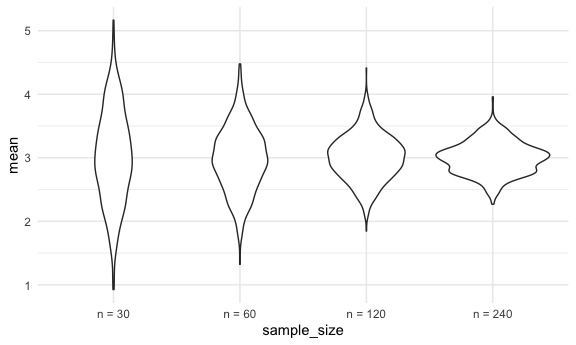 5
4
3
2
1
mean
n = 30
n = 60
n = 120
n = 240
sample_size